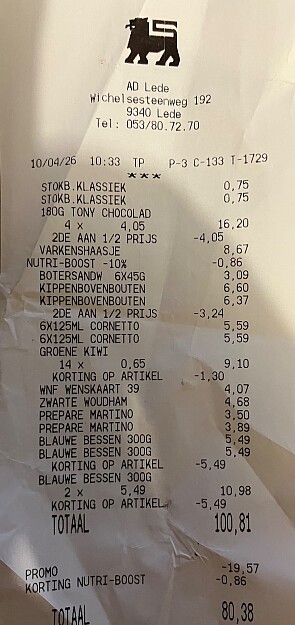 AD Lede
Wichelsesteenweg 192
9340 Lede
Tel: 053/80.72.70
10/04/26 10:33 TP P-3 C-133 T-1729
***
STOKB.KLASSIEK 0,75
STOKB.KLASSIEK 0,75
180G TONY CHOCOLAD
4 x 4,05 16,20
2DE AAN 1/2 PRIJS -4,05
VARKENSHAASJE 8,67
NUTRI-BOOST -10% -0,86
BOTERSANDW 6X45G 3,09
KIPPENBOVENBOUTEN 6,60
KIPPENBOVENBOUTEN 6,37
2DE AAN 1/2 PRIJS -3,24
6X125ML CORNETTO 5,59
6X125ML CORNETTO 5,59
GROENE KIWI
14 x 0,65 9,10
KORTING OP ARTIKEL -1,30
WNF WENSKAART 39 4,07
ZWARTE WOUDHAM 4,68
PREPARE MARTINO 3,50
PREPARE MARTINO 3,89
BLAUWE BESSEN 300G 5,49
BLAUWE BESSEN 300G 5,49
KORTING OP ARTIKEL -5,49
BLAUWE BESSEN 300G
2 x 5,49 10,98
KORTING OP ARTIKEL -5,49
TOTAAL 100,81
PROMO -19,57
KORTING NUTRI-BOOST -0,86
TOTAAL 80,38